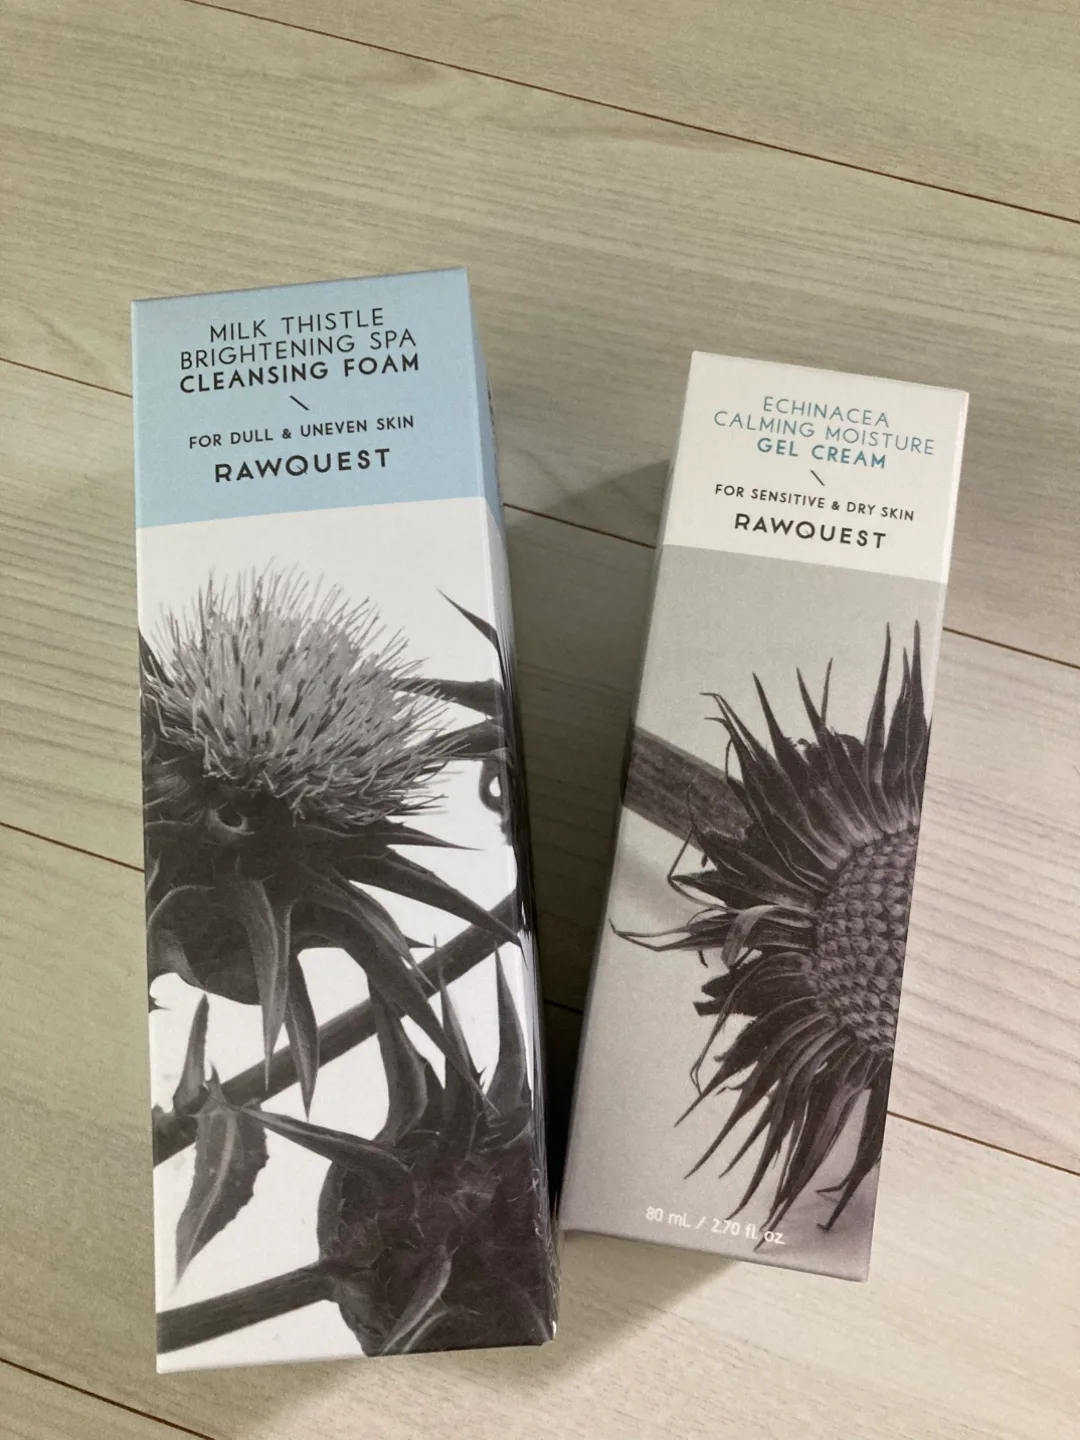 MILK THISTLE
BRIGHTENING SPA
CLEANSING FOAM
FOR DULL & UNEVEN SKIN
RAWQUEST
ECHINACEA
CALMING MOISTURE
GEL CREAM
FOR SENSITIVE & DRY SKIN
RAWQUEST
80 mL / 2.70 fl. oz.